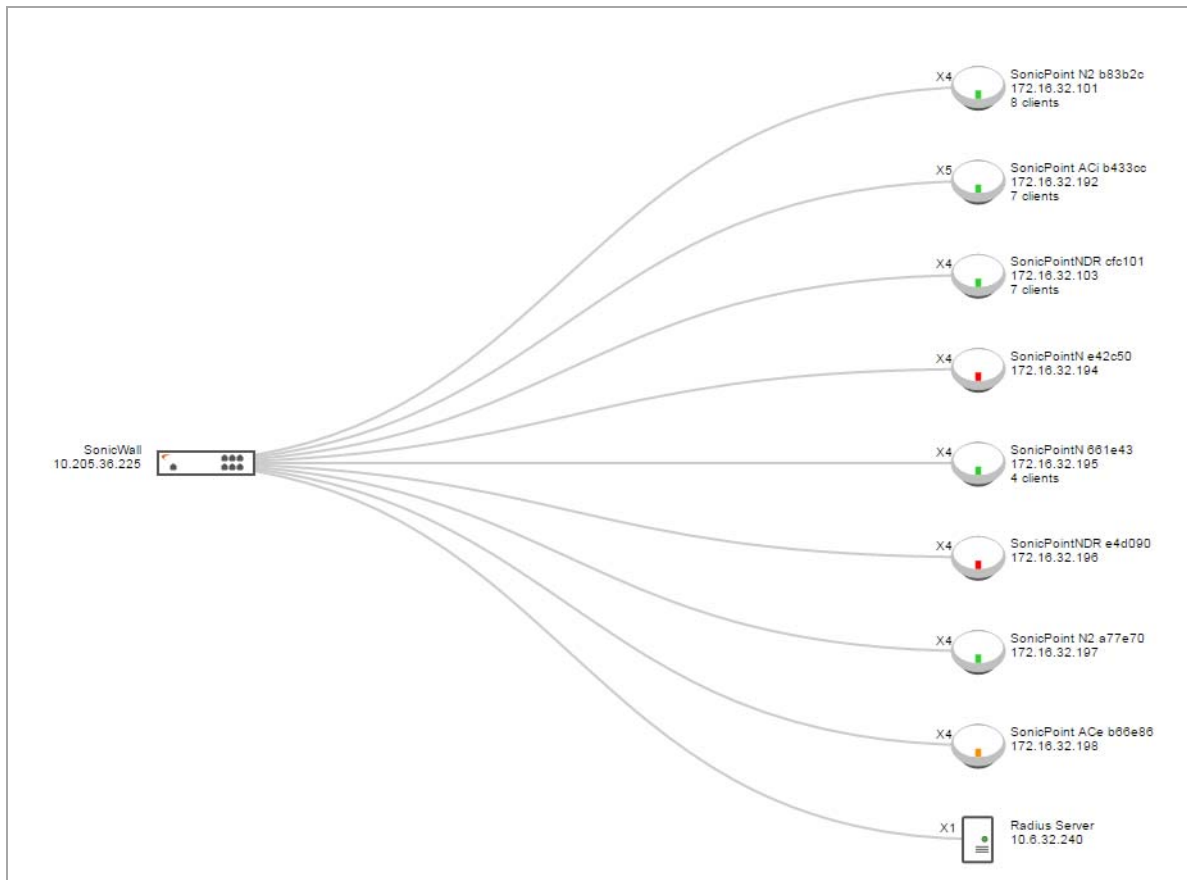 X4
SonicPoint N2 b83b2c
172.16.32.101
8 clients
X5
SonicPoint ACi b433cc
172.16.32.192
7 clients
X4
SonicPointNDR cfc101
172.16.32.103
7 clients
X4
SonicPointN e42c50
172.16.32.194
SonicWall
10.205.36.225
X4
SonicPointN 661e43
172.16.32.195
4 clients
X4
SonicPointNDR e4d090
172.16.32.196
X4
SonicPoint N2 a77e70
172.16.32.197
X4
SonicPoint ACe b66e86
172.16.32.198
X1
Radius Server
10.6.32.240